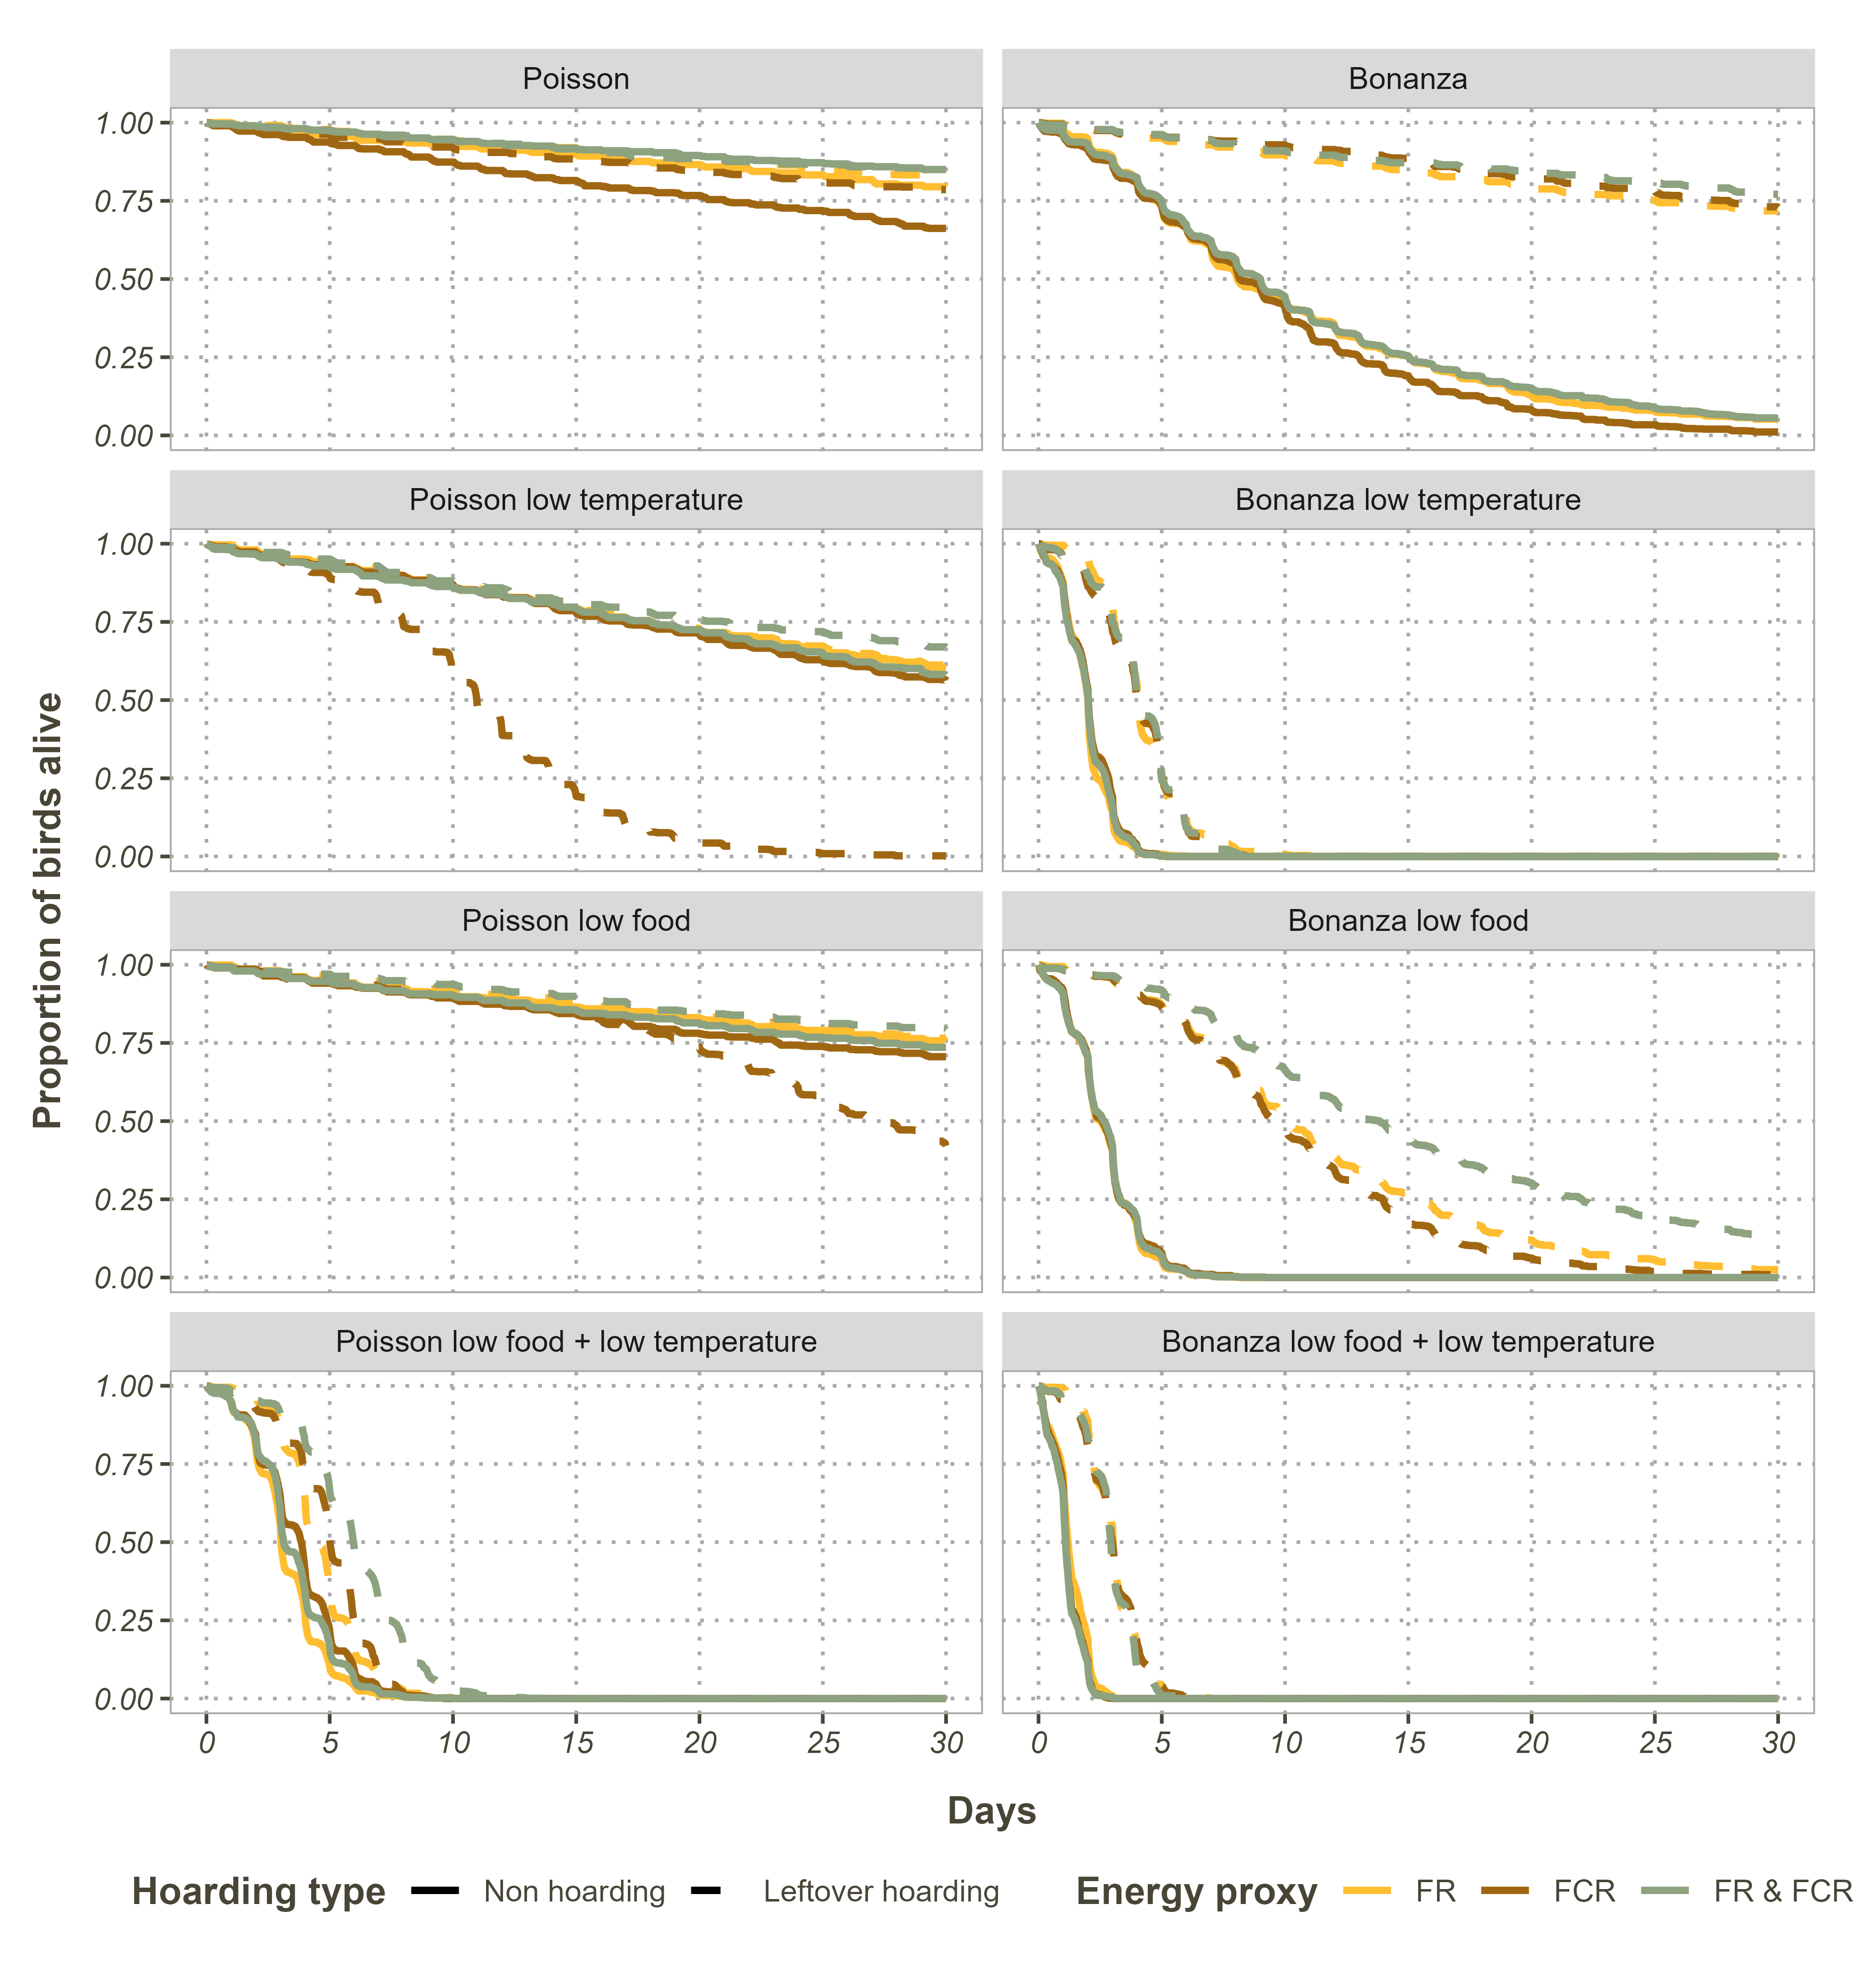 Poisson Bonanza
1.00
0.75
0.50
0.25
0.00
Poisson low temperature Bonanza low temperature
1.00
0.75
0.50
0.25
0.00
Poisson low food Bonanza low food
1.00
0.75
0.50
0.25
0.00
Poisson low food + low temperature Bonanza low food + low temperature
1.00
0.75
0.50
0.25
0.00
0 5 10 15 20 25 30 0 5 10 15 20 25 30
Proportion of birds alive
Days
Hoarding type Non hoarding Leftover hoarding Energy proxy FR FCR FR & FCR